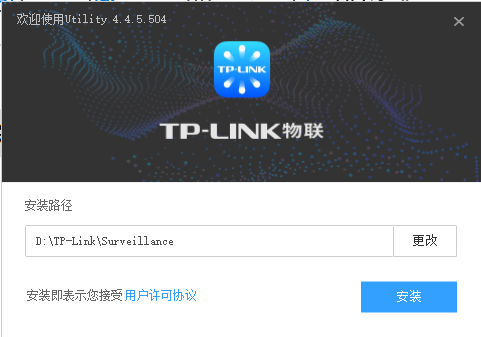 欢迎使用Utility 4.4.5.504
TP-LINK
TP-LINK物联
安装路径
D:\TP-Link\Surveillance
更改
安装即表示您接受用户许可协议
安装